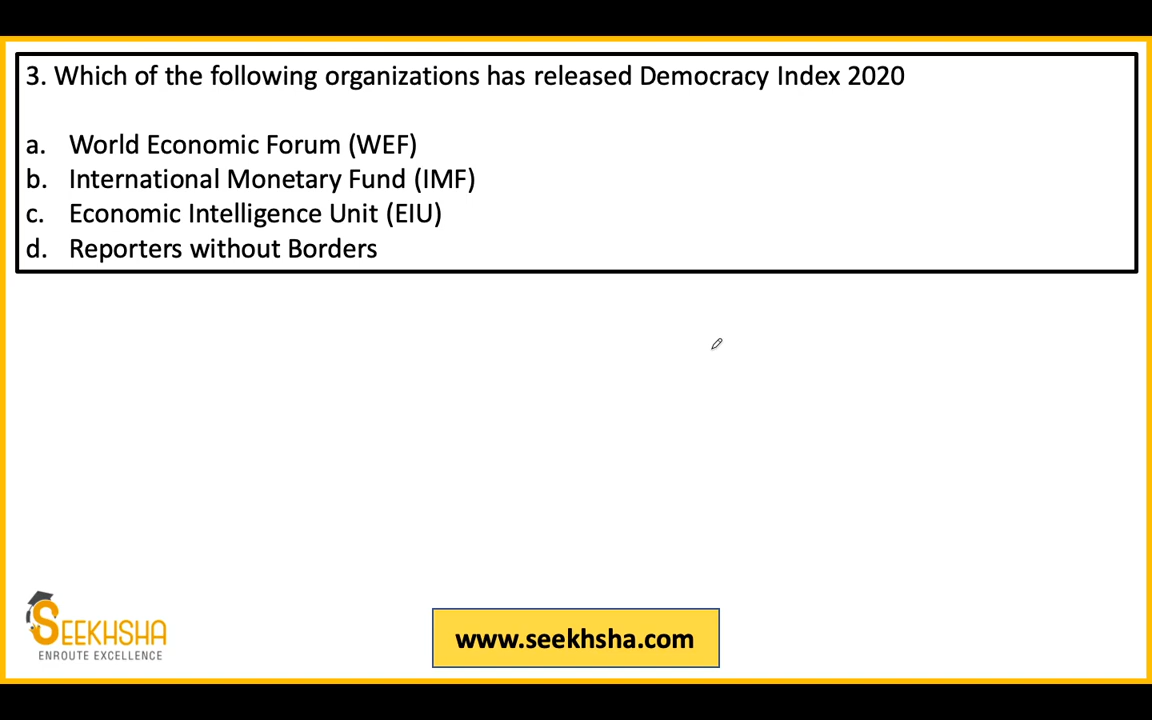 3. Which of the following organizations has released Democracy Index 2020
a. World Economic Forum (WEF)
b. International Monetary Fund (IMF)
c. Economic Intelligence Unit (EIU)
d. Reporters without Borders
SEEKHSHA
ENROUTE EXCELLENCE
www.seekhsha.com